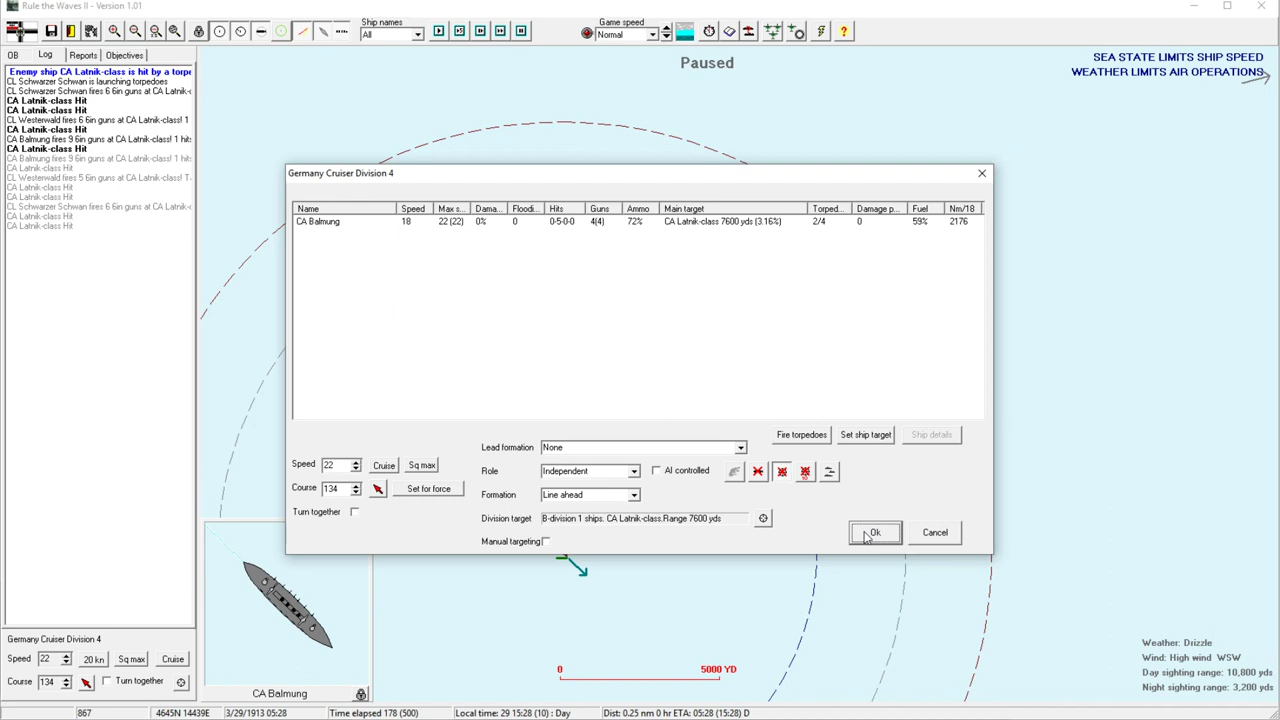 Rule the Waves II - Version 1.01
Ship names
All
Game speed
Normal
OB Log Reports Objectives
Enemy ship CA Latnik-class is hit by a torpe
CL Schwarzer Schwan is launching torpedoes
CL Schwarzer Schwan fires 6 6in guns at CA Latnik-c
CA Latnik-class Hit
CA Latnik-class Hit
CL Westerwald fires 6 6in guns at CA Latnik-class! 1
CA Latnik-class Hit
CA Balmung fires 9 6in guns at CA Latnik-class! 1 hits
CA Latnik-class Hit
CA Balmung fires 9 6in guns at CA Latnik-class! 1 hits
CA Latnik-class Hit
CL Westerwald fires 5 6in guns at CA Latnik-class! T
CA Latnik-class Hit
CA Latnik-class Hit
CL Schwarzer Schwan fires 6 6in guns at CA Latnik-c
CA Latnik-class Hit
CA Latnik-class Hit
Paused
SEA STATE LIMITS SHIP SPEED
WEATHER LIMITS AIR OPERATIONS
Germany Cruiser Division 4
Name Speed Max s... Dama... Floodi... Hits Guns Ammo Main target Torped... Damage p... Fuel Nm/18
CA Balmung 18 22 (22) 0% 0 0-5-0-0 4(4) 72% CA Latnik-class 7600 yds (3.16%) 2/4 0 59% 2176
Fire torpedoes Set ship target Ship details
Lead formation None
Speed 22 Cruise Sq max
Role Independent AI controlled
Course 134 Set for force
Formation Line ahead
Turn together
Division target B-division 1 ships. CA Latnik-class.Range 7600 yds
Manual targeting
Ok Cancel
0 5000 YD
Weather: Drizzle
Wind: High wind WSW
Day sighting range: 10,800 yds
Night sighting range: 3,200 yds
CA Balmung
Germany Cruiser Division 4
Speed 22 20 kn Sq max Cruise
Course 134 Turn together
867 4645N 14439E 3/29/1913 05:28 Time elapsed 178 (500) Local time: 29 15:28 (10) : Day Dist: 0.25 nm 0 hr ETA: 05:28 (15:28) D